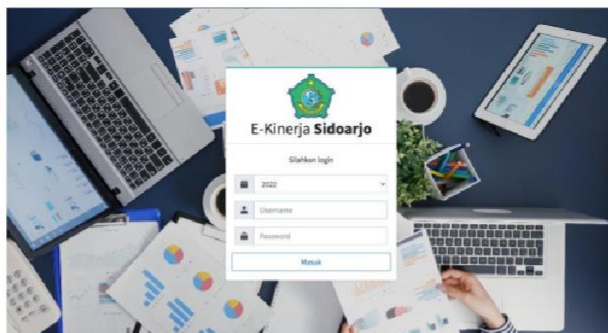 E-Kinerja Sidoarjo
Silahkan login
2022
Username
Password
Masuk